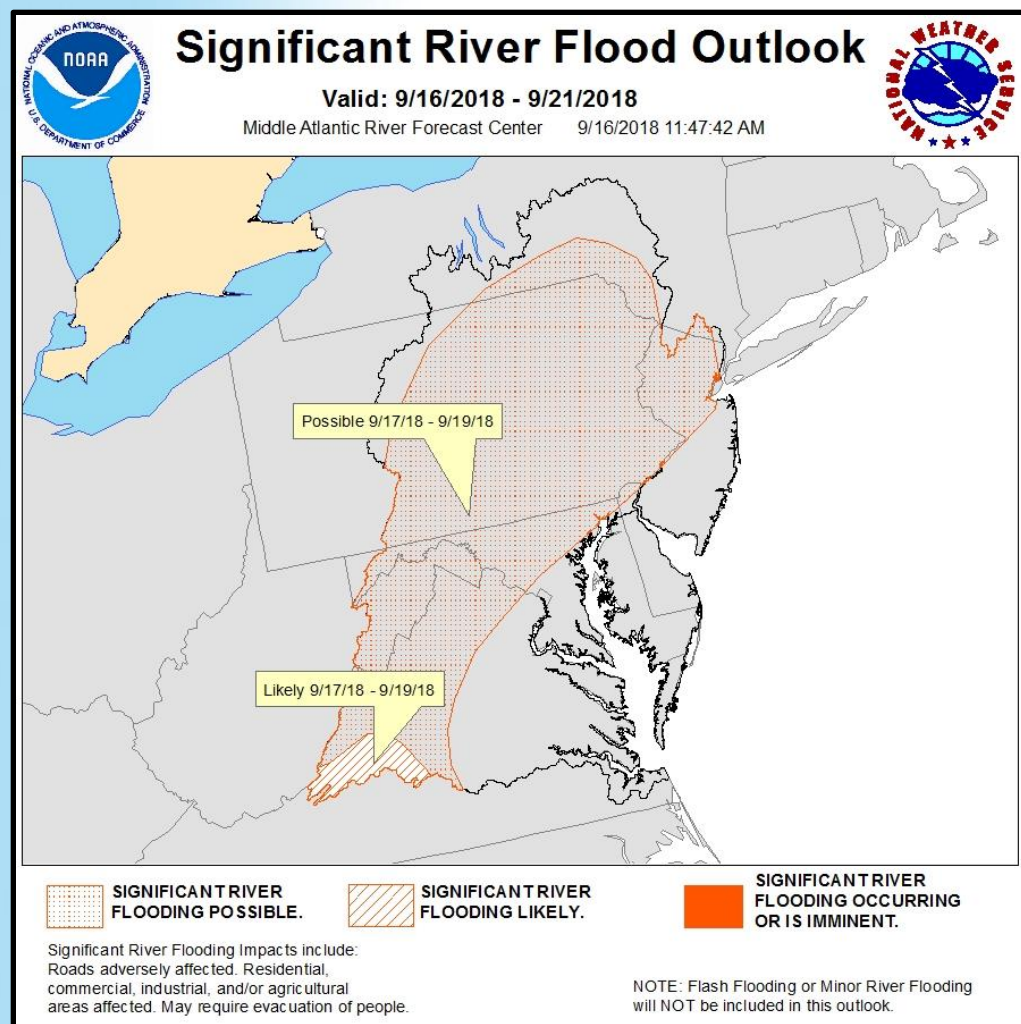 NATIONAL OCEANIC AND ATMOSPHERIC ADMINISTRATION
NOAA
U.S. DEPARTMENT OF COMMERCE
Significant River Flood Outlook
Valid: 9/16/2018 - 9/21/2018
Middle Atlantic River Forecast Center 9/16/2018 11:47:42 AM
NATIONAL WEATHER SERVICE
Possible 9/17/18 - 9/19/18
Likely 9/17/18 - 9/19/18
SIGNIFICANT RIVER
FLOODING POSSIBLE.
SIGNIFICANT RIVER
FLOODING LIKELY.
SIGNIFICANT RIVER
FLOODING OCCURRING
OR IS IMMINENT.
Significant River Flooding Impacts include:
Roads adversely affected. Residential,
commercial, industrial, and/or agricultural
areas affected. May require evacuation of people.
NOTE: Flash Flooding or Minor River Flooding
will NOT be included in this outlook.